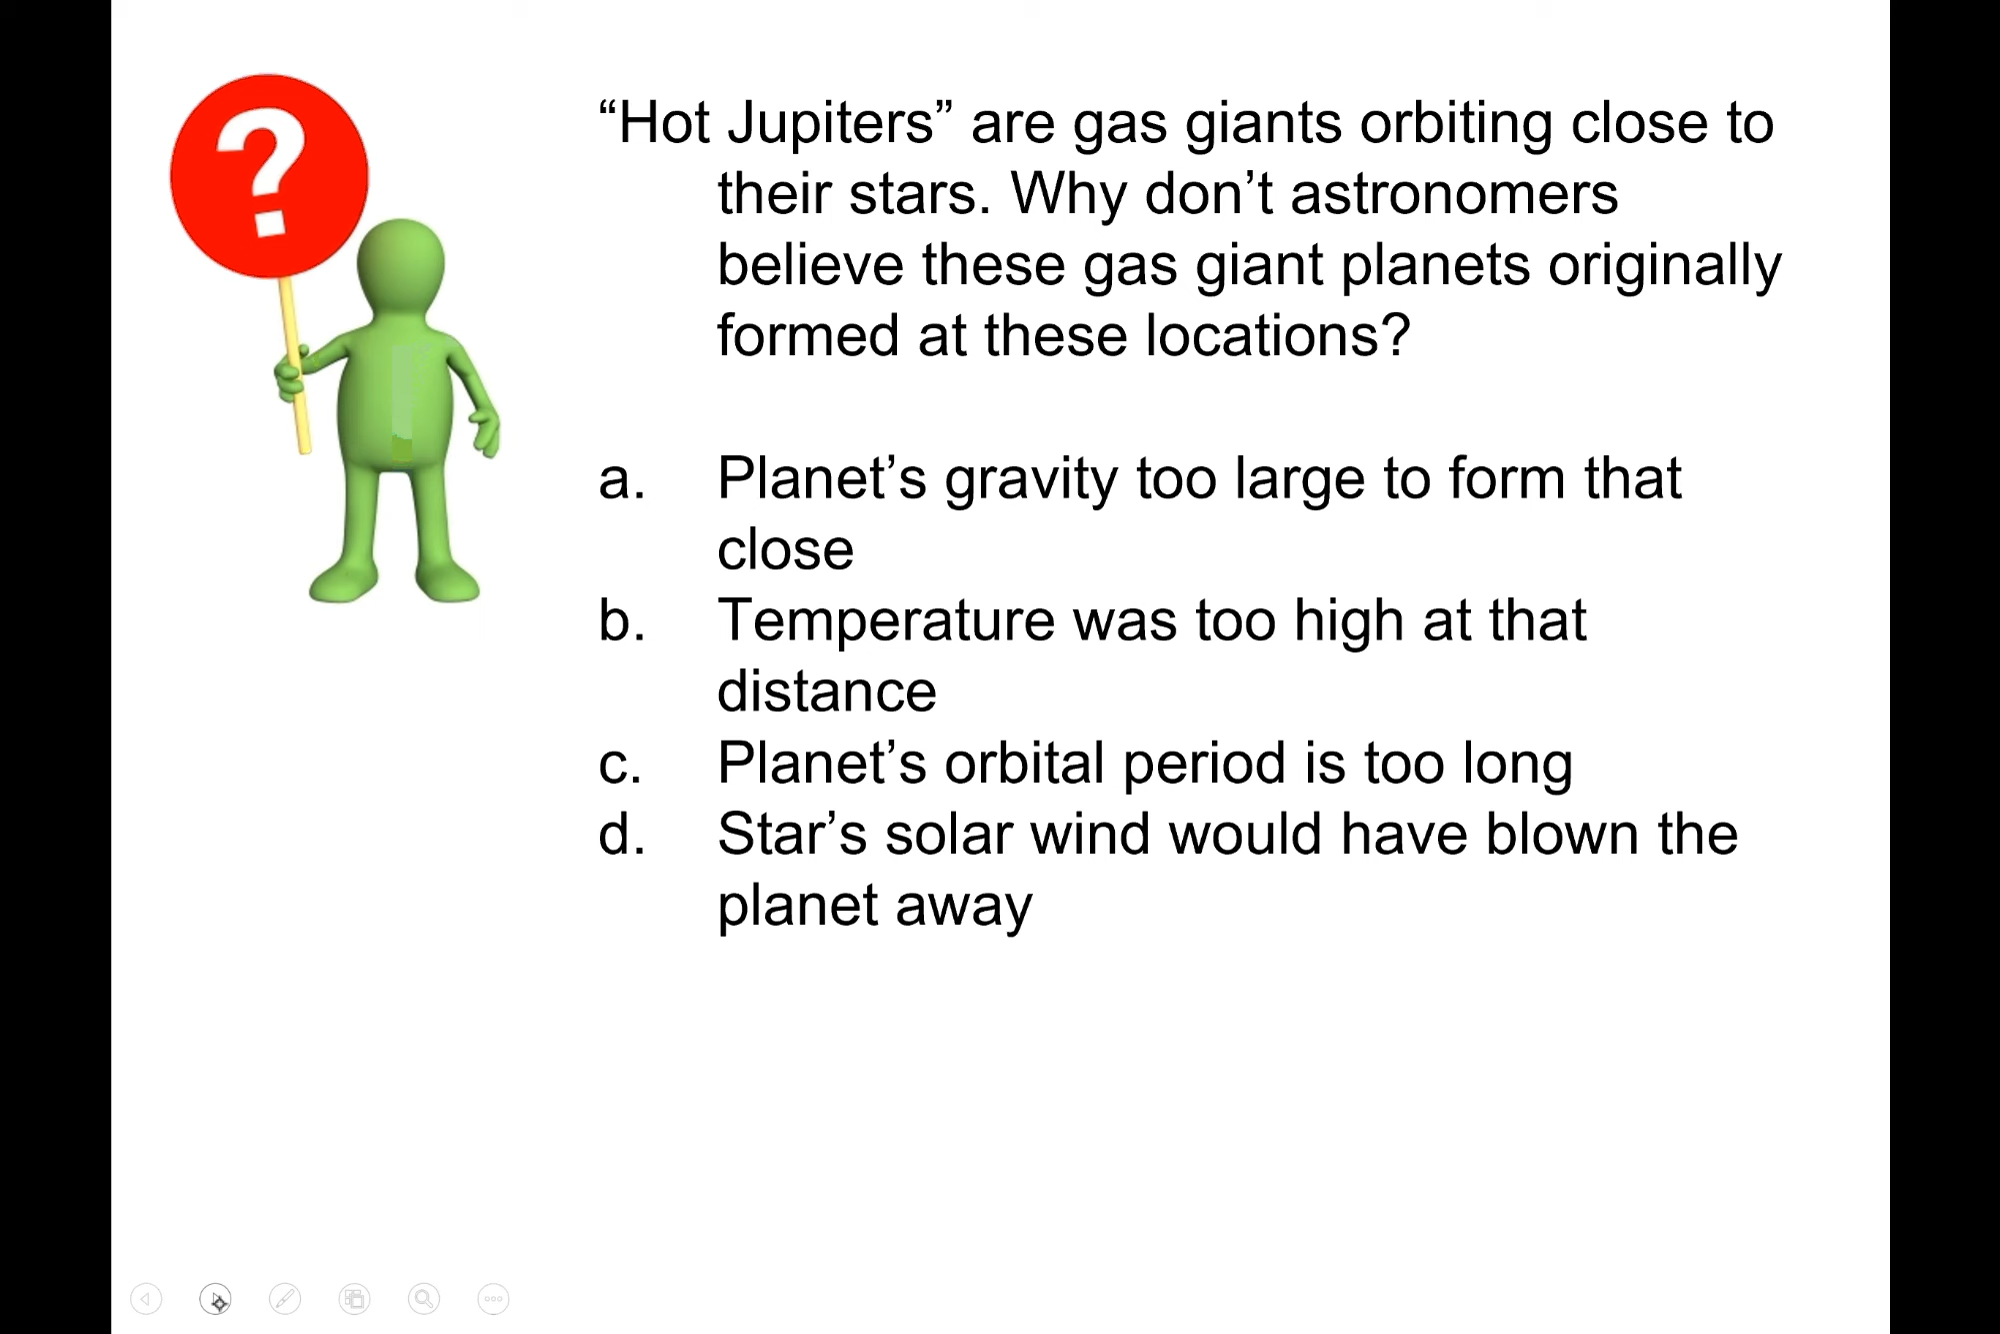 ?
“Hot Jupiters” are gas giants orbiting close to
their stars. Why don’t astronomers
believe these gas giant planets originally
formed at these locations?
a. Planet’s gravity too large to form that
close
b. Temperature was too high at that
distance
c. Planet’s orbital period is too long
d. Star’s solar wind would have blown the
planet away